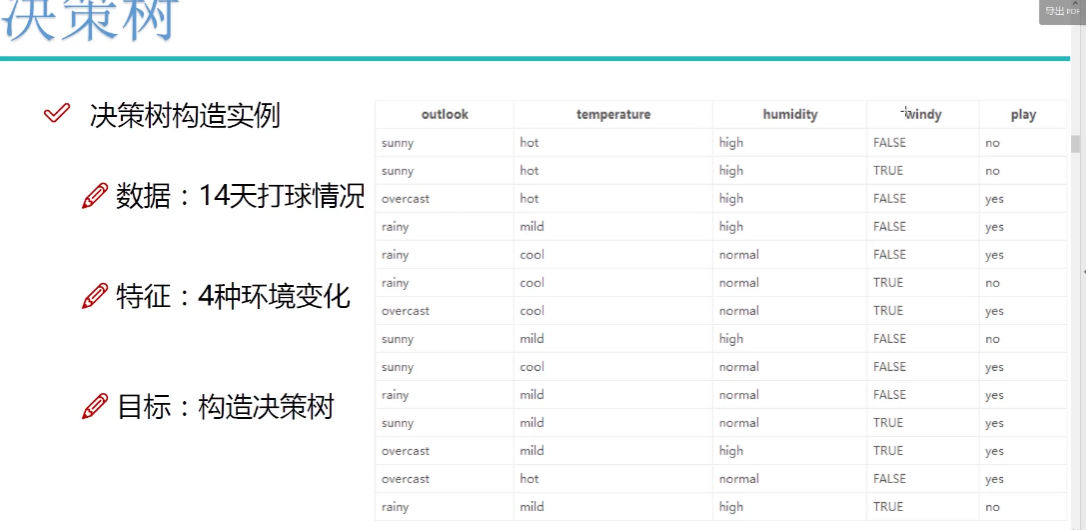 导出 PDF
决策树
决策树构造实例
数据：14天打球情况
特征：4种环境变化
目标：构造决策树
outlook temperature humidity windy play
sunny hot high FALSE no
sunny hot high TRUE no
overcast hot high FALSE yes
rainy mild high FALSE yes
rainy cool normal FALSE yes
rainy cool normal TRUE no
overcast cool normal TRUE yes
sunny mild high FALSE no
sunny cool normal FALSE yes
rainy mild normal FALSE yes
sunny mild normal TRUE yes
overcast mild high TRUE yes
overcast hot normal FALSE yes
rainy mild high TRUE no